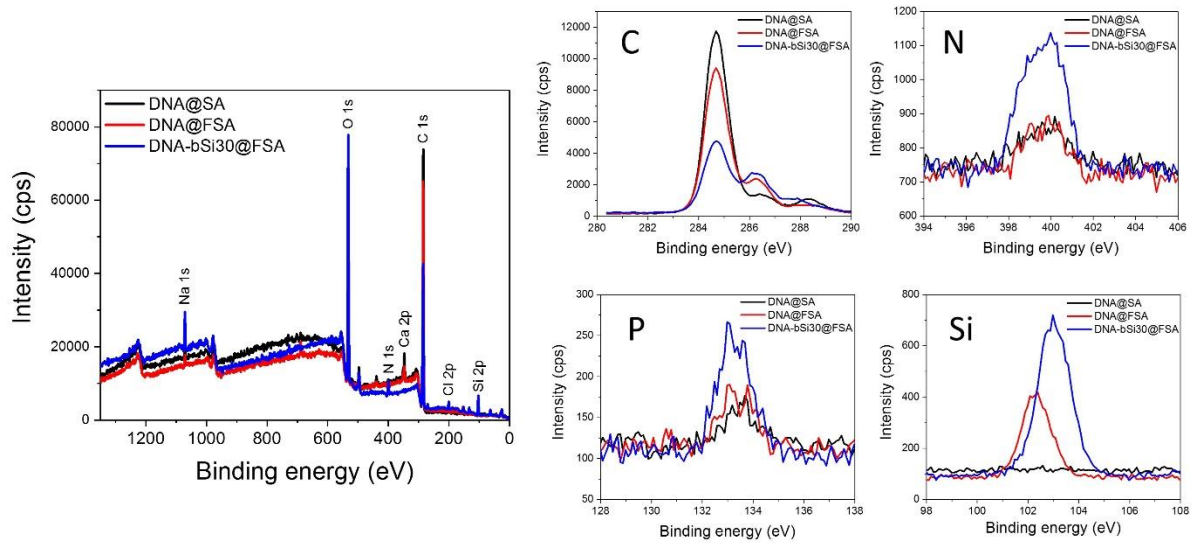 DNA@SA
DNA@FSA
DNA-bSi30@FSA
80000
60000
40000
20000
0
Intensity (cps)
Na 1s
O 1s
N 1s
Ca 2p
C 1s
Cl 2p
Si 2p
1200 1000 800 600 400 200 0
Binding energy (eV)
C
DNA@SA
DNA@FSA
DNA-bSi30@FSA
12000
10000
8000
6000
4000
2000
0
Intensity (cps)
280 282 284 286 288 290
Binding energy (eV)
N
DNA@SA
DNA@FSA
DNA-bSi30@FSA
1200
1100
1000
900
800
700
600
Intensity (cps)
394 396 398 400 402 404 406
Binding energy (eV)
P
DNA@SA
DNA@FSA
DNA-bSi30@FSA
300
250
200
150
100
50
Intensity (cps)
128 130 132 134 136 138
Binding energy (eV)
Si
DNA@SA
DNA@FSA
DNA-bSi30@FSA
800
600
400
200
0
Intensity (cps)
98 100 102 104 106 108
Binding energy (eV)